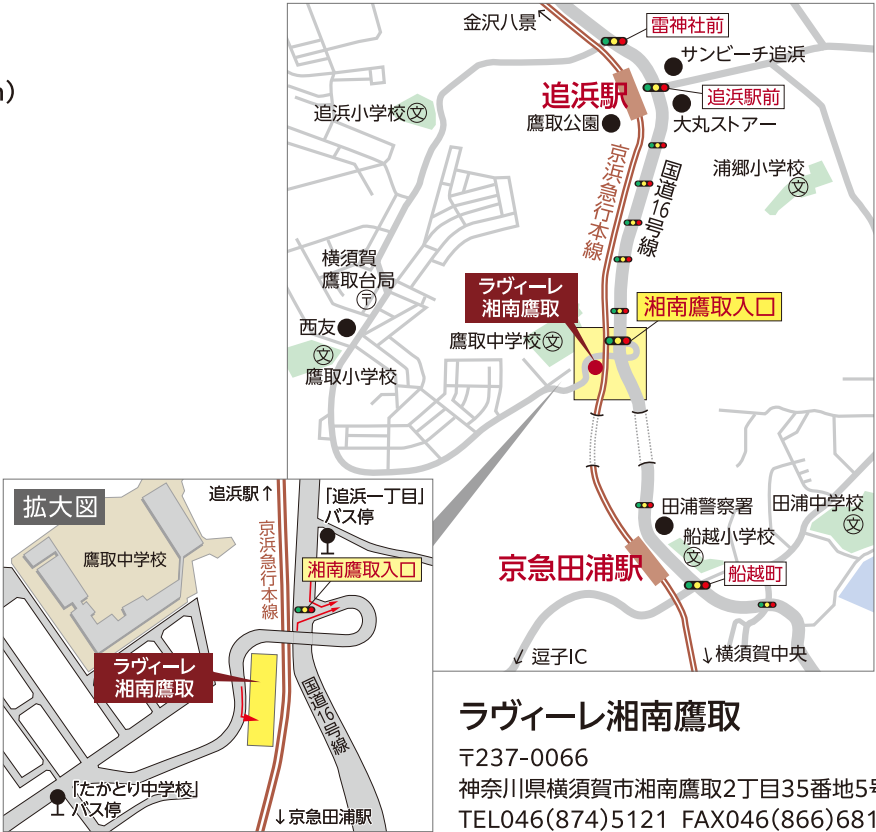 金沢八景↖
雷神社前
サンビーチ追浜
追浜駅
追浜駅前
追浜小学校 文
鷹取公園
大丸ストアー
京浜急行本線
国道16号線
浦郷小学校
文
横須賀
鷹取台局
〒
ラヴィーレ
湘南鷹取
湘南鷹取入口
西友
鷹取中学校 文
文
鷹取小学校
田浦警察署
田浦中学校
文
船越小学校
文
京急田浦駅
船越町
↙ 逗子IC
↘横須賀中央
拡大図
追浜駅↑
「追浜一丁目」
バス停
京浜急行本線
鷹取中学校
湘南鷹取入口
ラヴィーレ
湘南鷹取
国道16号線
「たかとり中学校」
バス停
↓京急田浦駅
ラヴィーレ湘南鷹取
〒237-0066
神奈川県横須賀市湘南鷹取2丁目35番地5
TEL046(874)5121 FAX046(866)681